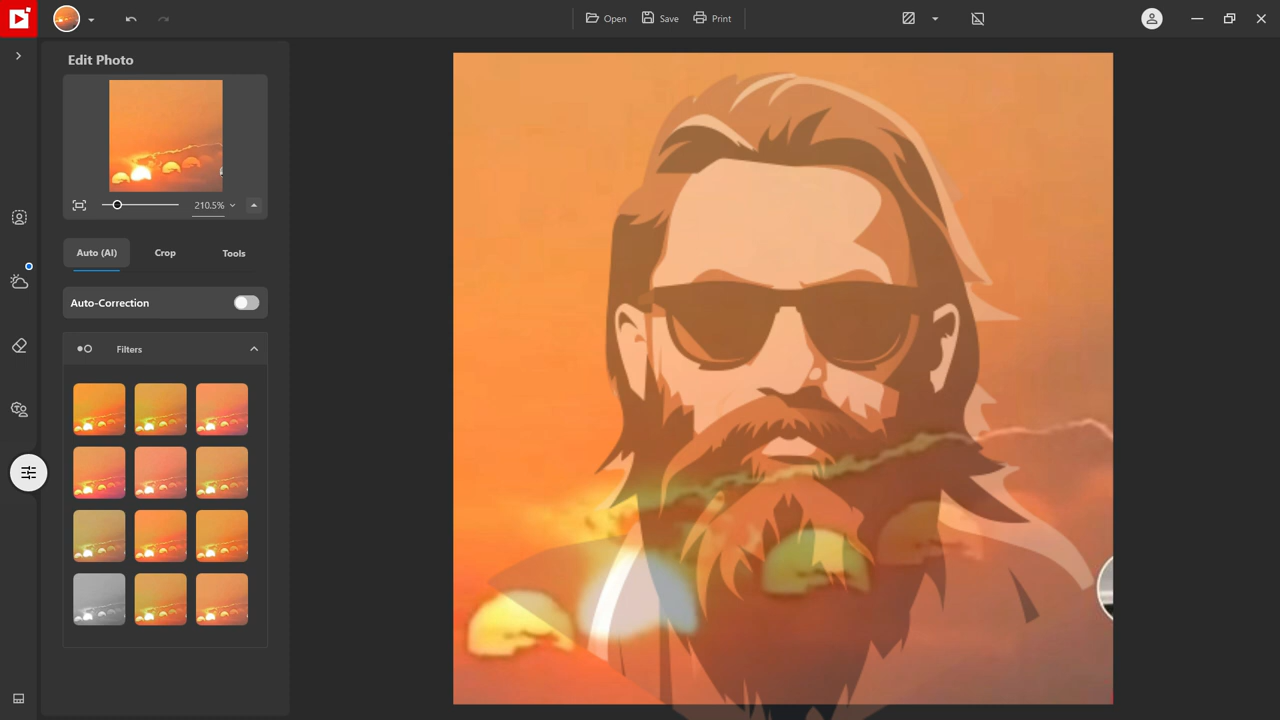 Open
Save
Print
Edit Photo
210.5%
Auto (AI)
Crop
Tools
Auto-Correction
Filters